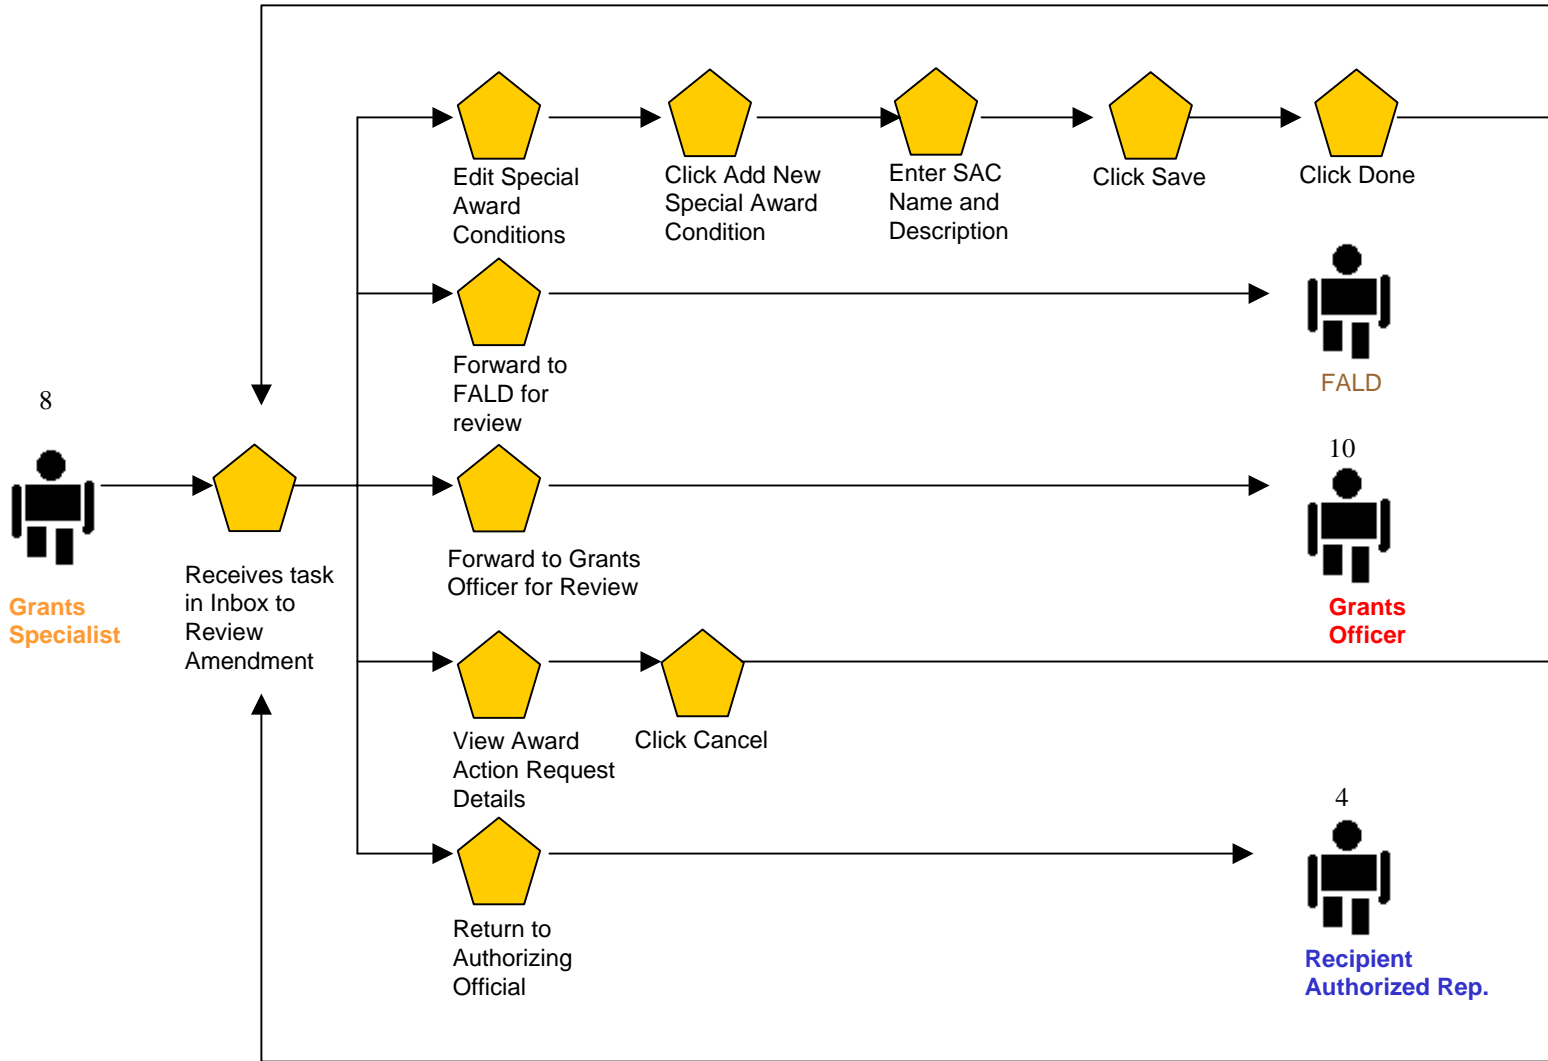 Edit Special
Award
Conditions
Click Add New
Special Award
Condition
Enter SAC
Name and
Description
Click Save
Click Done
Forward to
FALD for
review
FALD
8
Grants
Specialist
Receives task
in Inbox to
Review
Amendment
Forward to Grants
Officer for Review
10
Grants
Officer
View Award
Action Request
Details
Click Cancel
Return to
Authorizing
Official
4
Recipient
Authorized Rep.